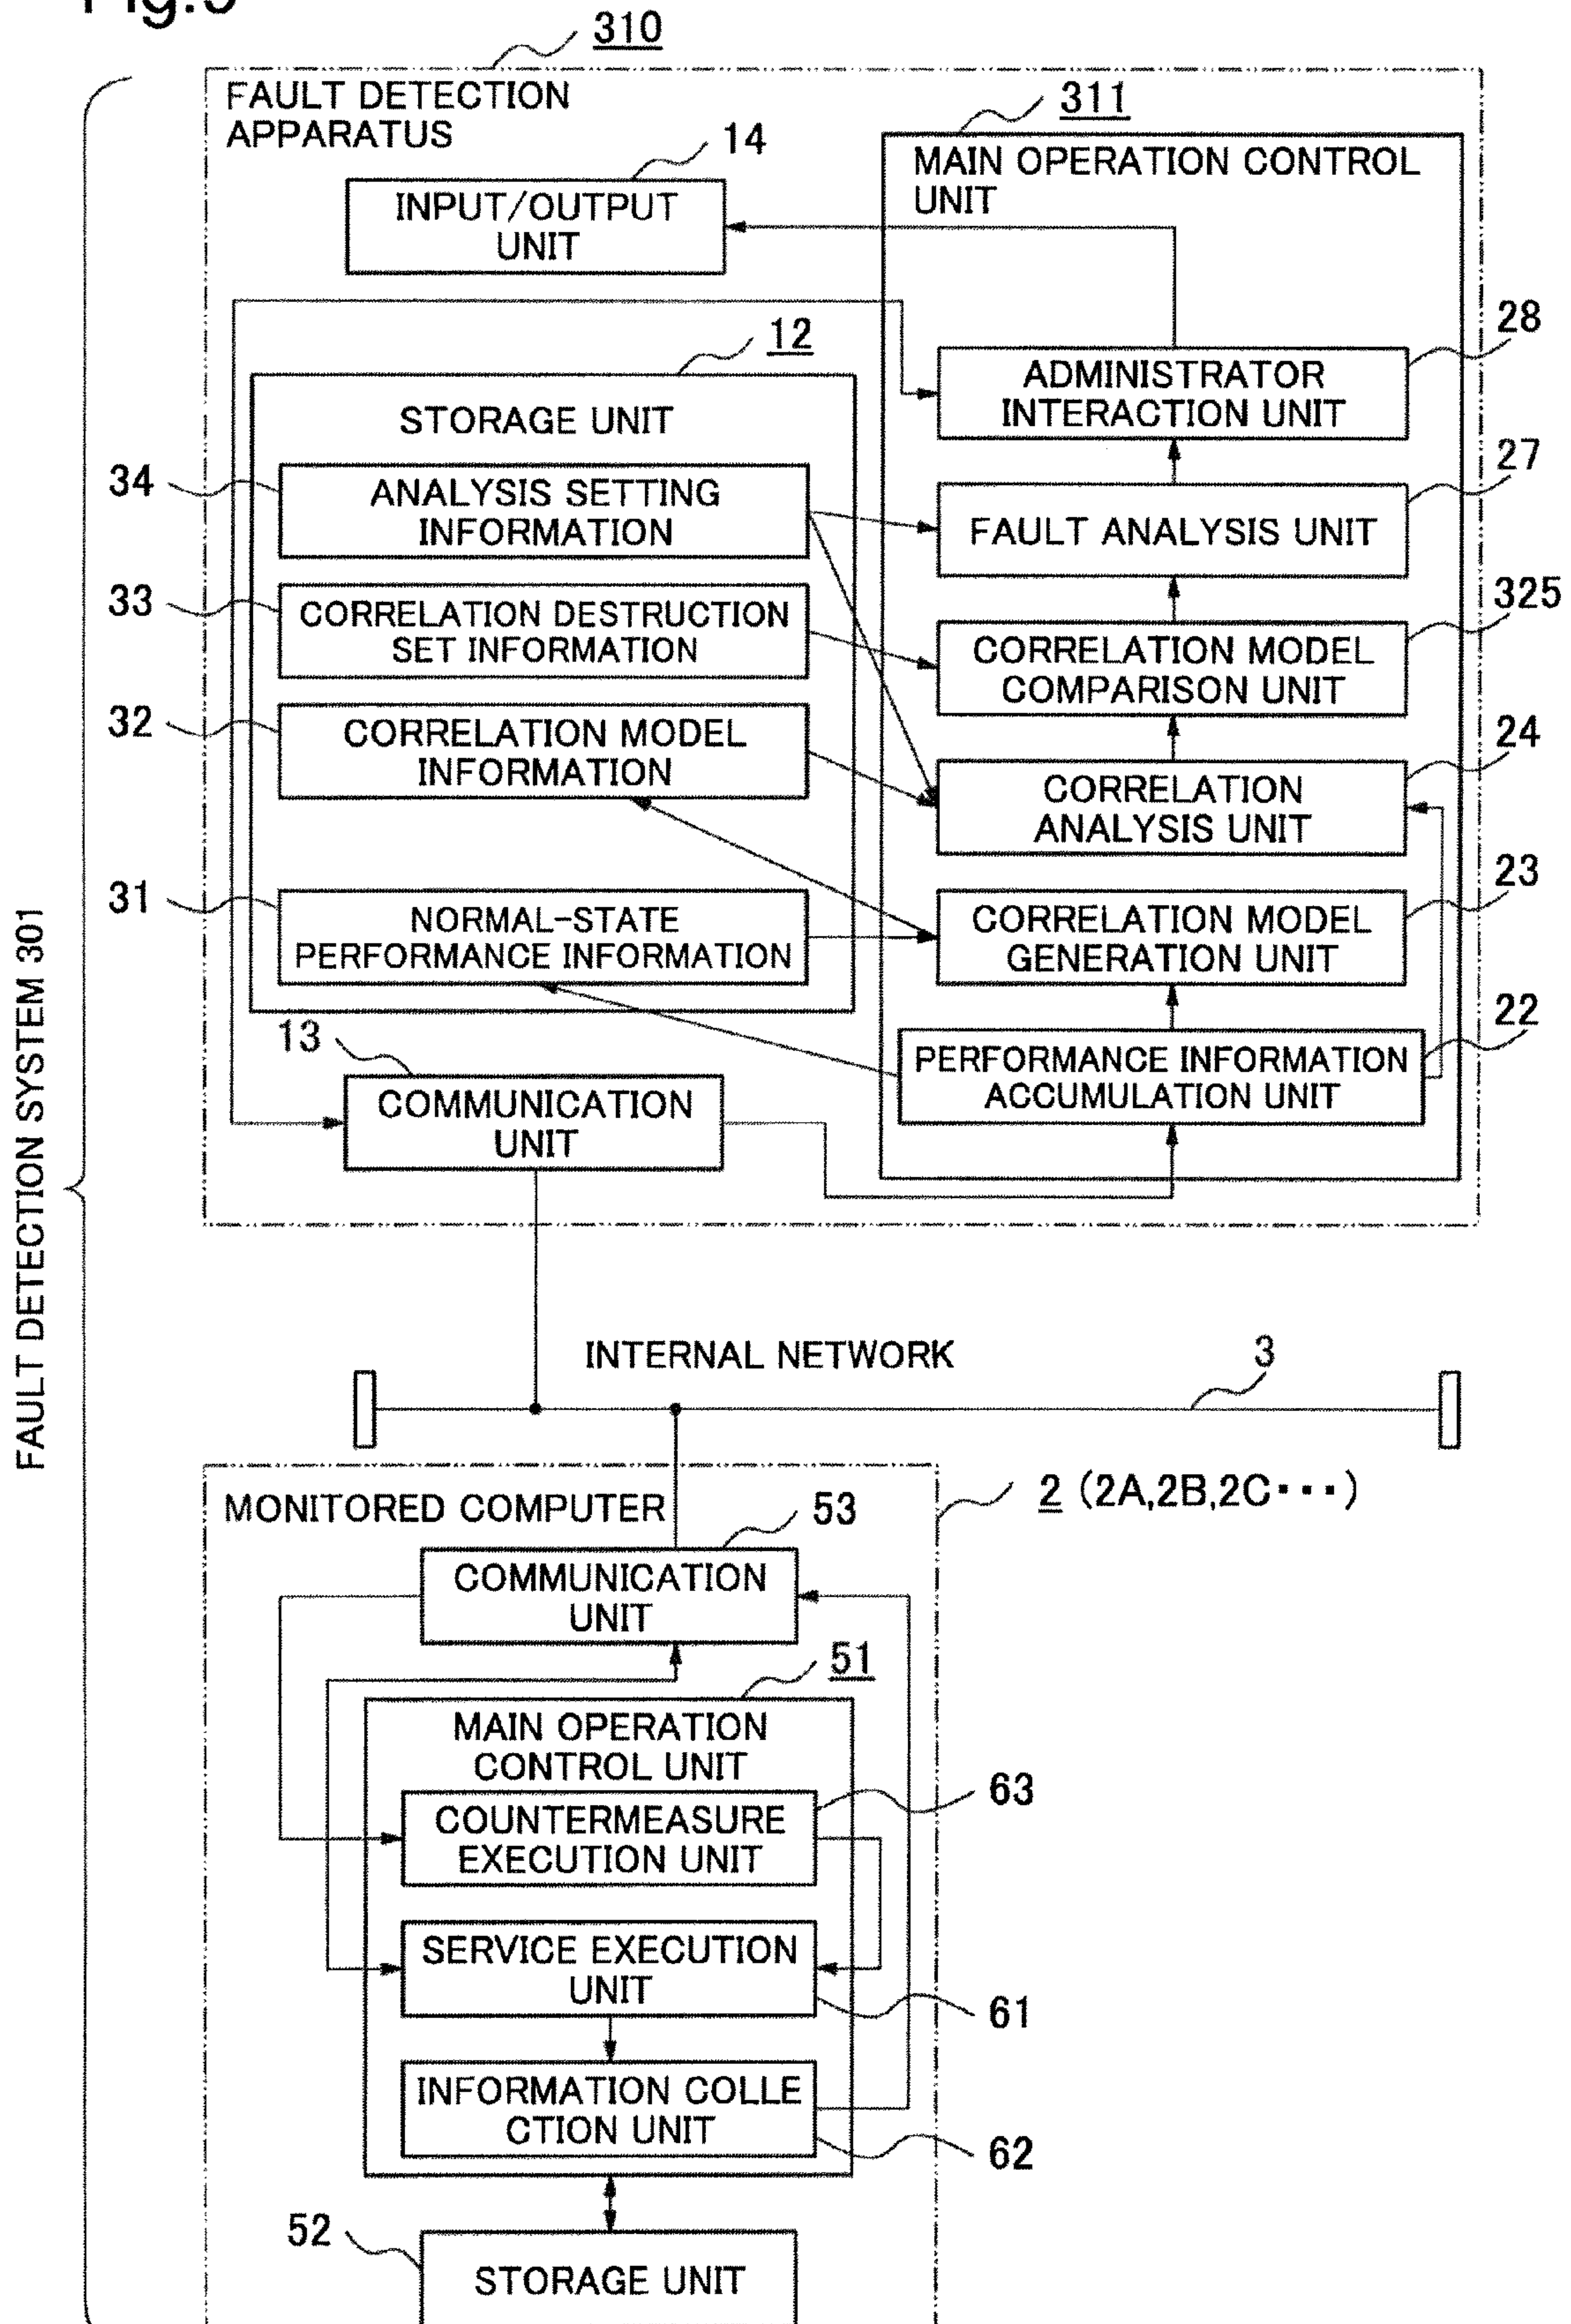 310
FAULT DETECTION
APPARATUS
311
14
MAIN OPERATION CONTROL
UNIT
INPUT/OUTPUT
UNIT
28
12
ADMINISTRATOR
INTERACTION UNIT
STORAGE UNIT
27
34
ANALYSIS SETTING
INFORMATION
FAULT ANALYSIS UNIT
325
33
CORRELATION DESTRUCTION
SET INFORMATION
CORRELATION MODEL
COMPARISON UNIT
32
CORRELATION MODEL
INFORMATION
24
CORRELATION
ANALYSIS UNIT
23
31
NORMAL-STATE
PERFORMANCE INFORMATION
CORRELATION MODEL
GENERATION UNIT
22
13
PERFORMANCE INFORMATION
ACCUMULATION UNIT
COMMUNICATION
UNIT
FAULT DETECTION SYSTEM 301
INTERNAL NETWORK
3
2 (2A,2B,2C･･･)
MONITORED COMPUTER
53
COMMUNICATION
UNIT
51
MAIN OPERATION
CONTROL UNIT
63
COUNTERMEASURE
EXECUTION UNIT
SERVICE EXECUTION
UNIT
61
INFORMATION COLLE
CTION UNIT
62
52
STORAGE UNIT